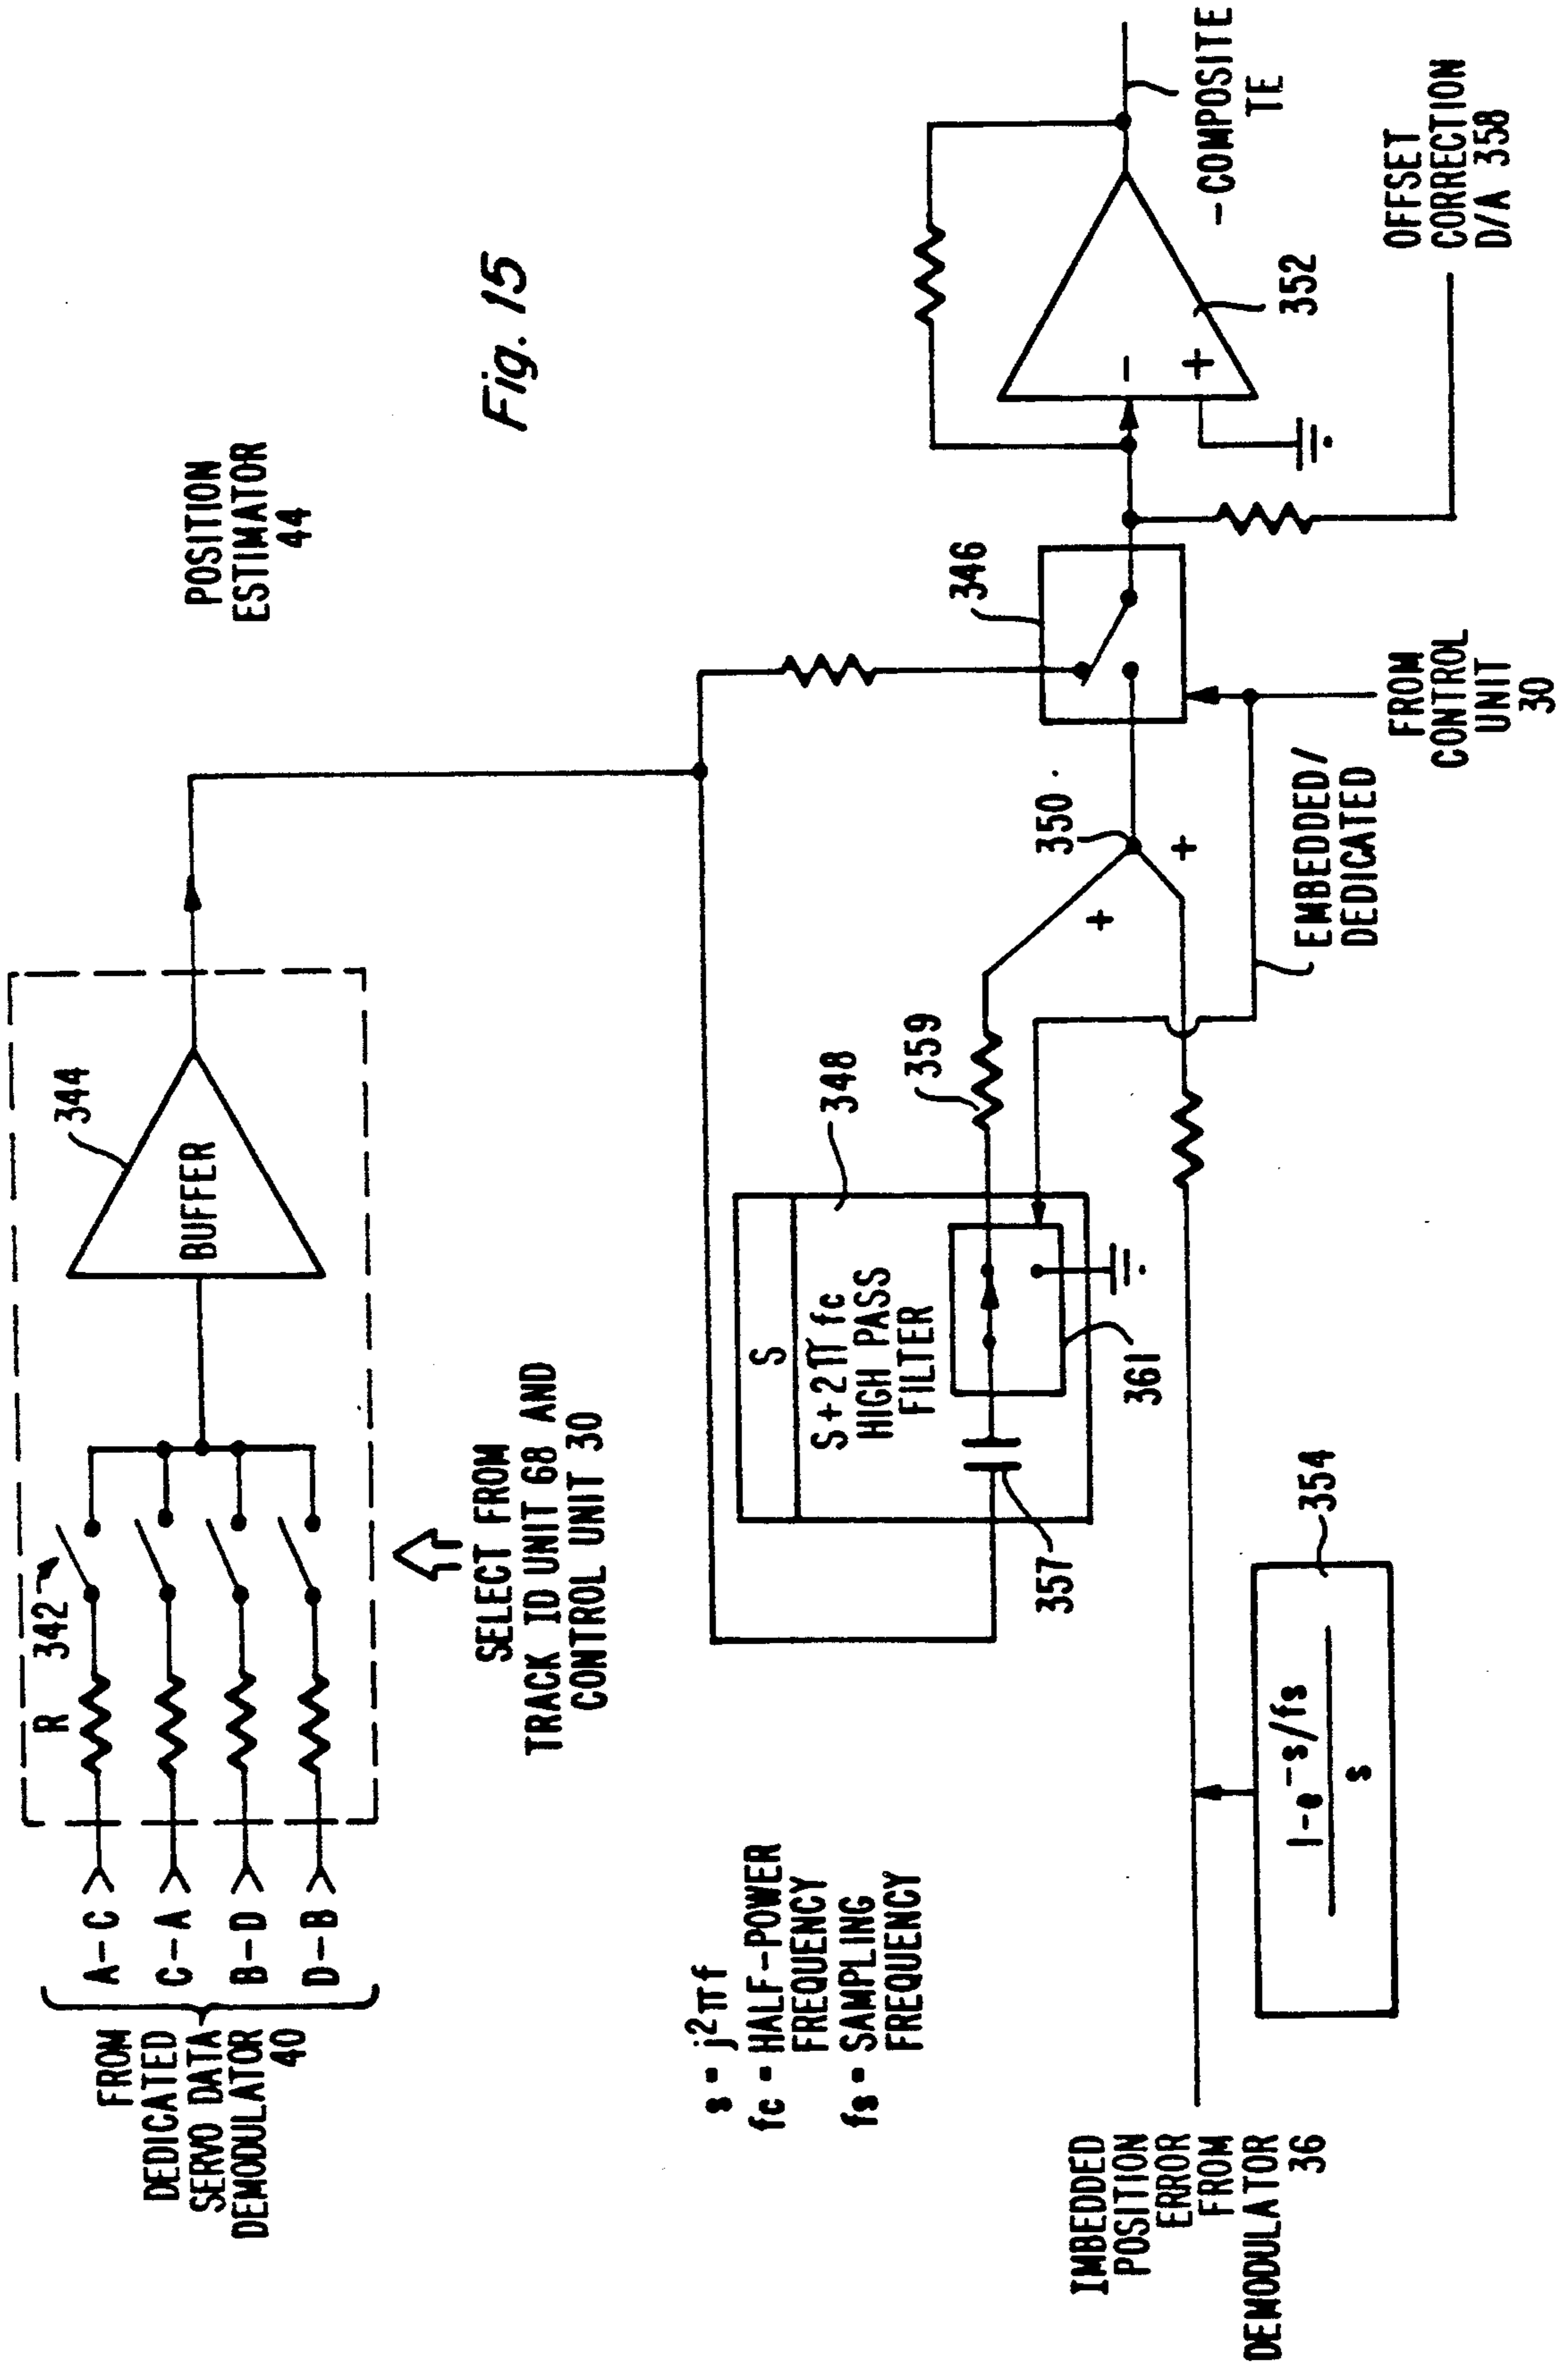 POSITION
ESTIMATOR
44
Fig. 15
FROM
DEDICATED
SERVO DATA
DEMODULATOR
40
A-C
C-A
B-D
D-B
R
342
344
BUFFER
SELECT FROM
TRACK ID UNIT 68 AND
CONTROL UNIT 30
s = j2πf
fc = HALF-POWER
FREQUENCY
fs = SAMPLING
FREQUENCY
S
S+2πfc
HIGH PASS
FILTER
348
357
361
359
350
+
+
346
EMBEDDED/
DEDICATED
FROM
CONTROL
UNIT
30
-
+
352
-COMPOSITE
TE
OFFSET
CORRECTION
D/A 358
IMBEDDED
POSITION
ERROR
FROM
DEMODULATOR
36
1-e-s/fs
s
354